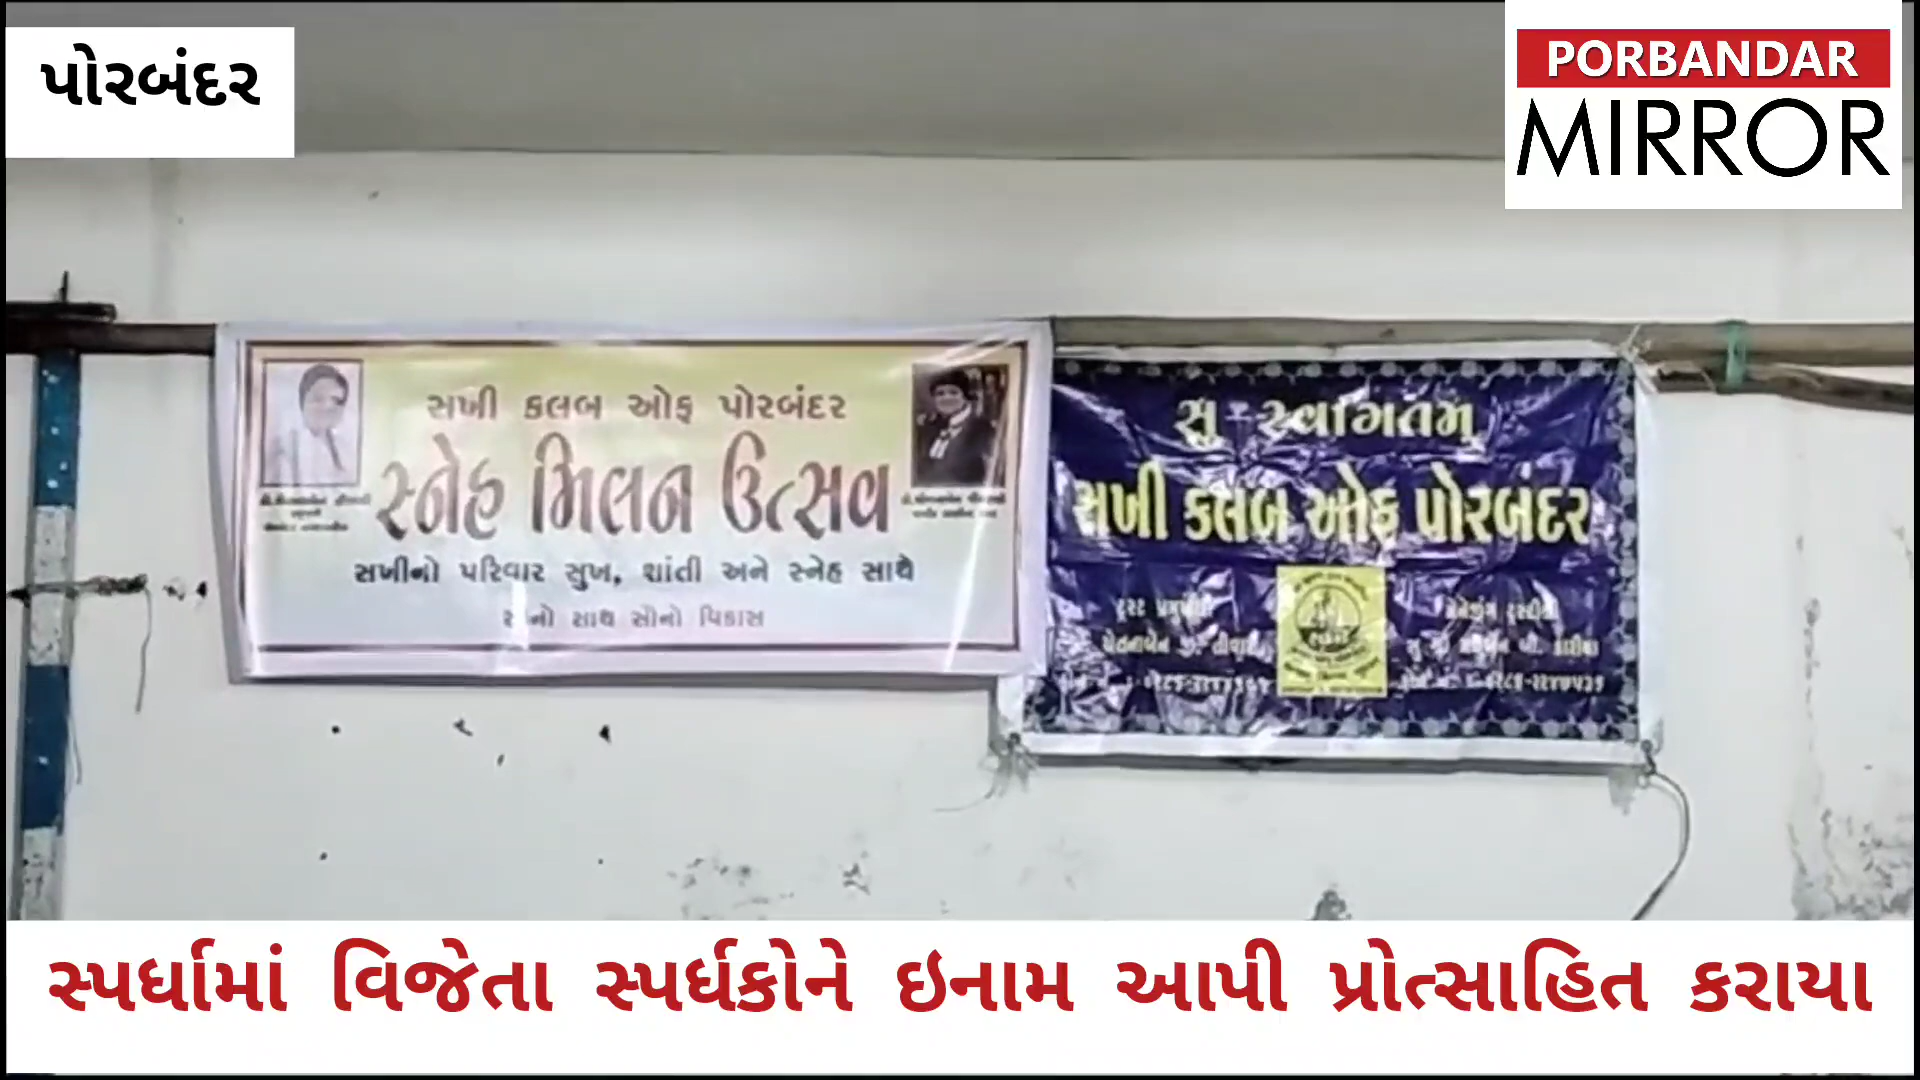 પોરબંદર
PORBANDAR
MIRROR
સખી કલબ ઓફ પોરબંદર
સ્નેહ મિલન ઉત્સવ
સખીનો પરિવાર સુખ, શાંતી અને સ્નેહ સાથે
સાથ સૌનો વિકાસ
સુ - સ્વાગતમ્
સખી કલબ ઓફ પોરબંદર
ટ્રસ્ટ
સ્પર્ધામાં વિજેતા સ્પર્ધકોને ઇનામ આપી પ્રોત્સાહિત કરાયા